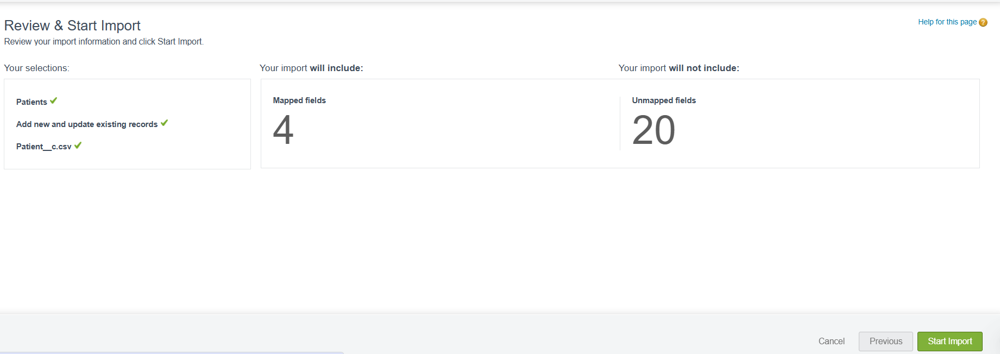 Review & Start Import
Help for this page ?
Review your import information and click Start Import.
Your selections:
Your import will include:
Your import will not include:
Patients
Add new and update existing records
Patient__c.csv
Mapped fields
4
Unmapped fields
20
Cancel
Previous
Start Import